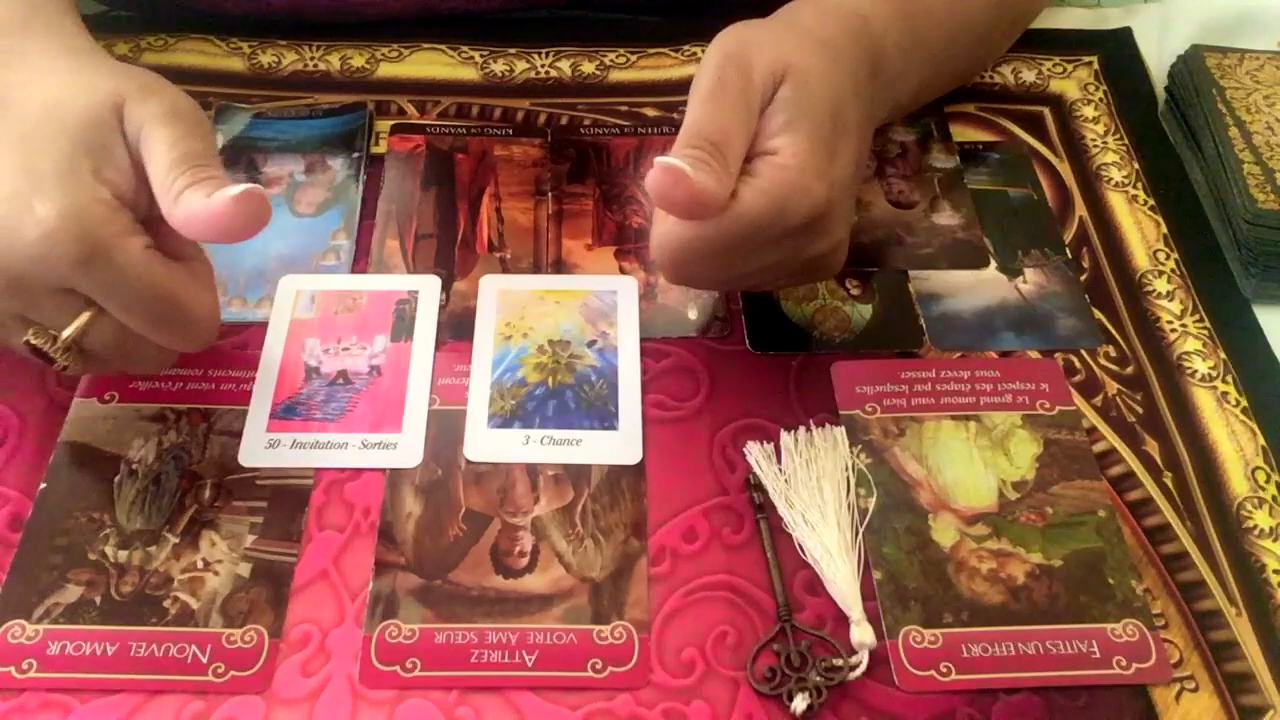 KING OF WANDS
QUEEN OF WANDS
qu'un vient d'éveiller
50 - Invitation - Sorties
3 - Chance
Le grand amour vaut bien
le respect des étapes par lesquelles
vous devez passer.
NOUVEL AMOUR
ATTIREZ
VOTRE ÂME SŒUR
FAITES UN EFFORT